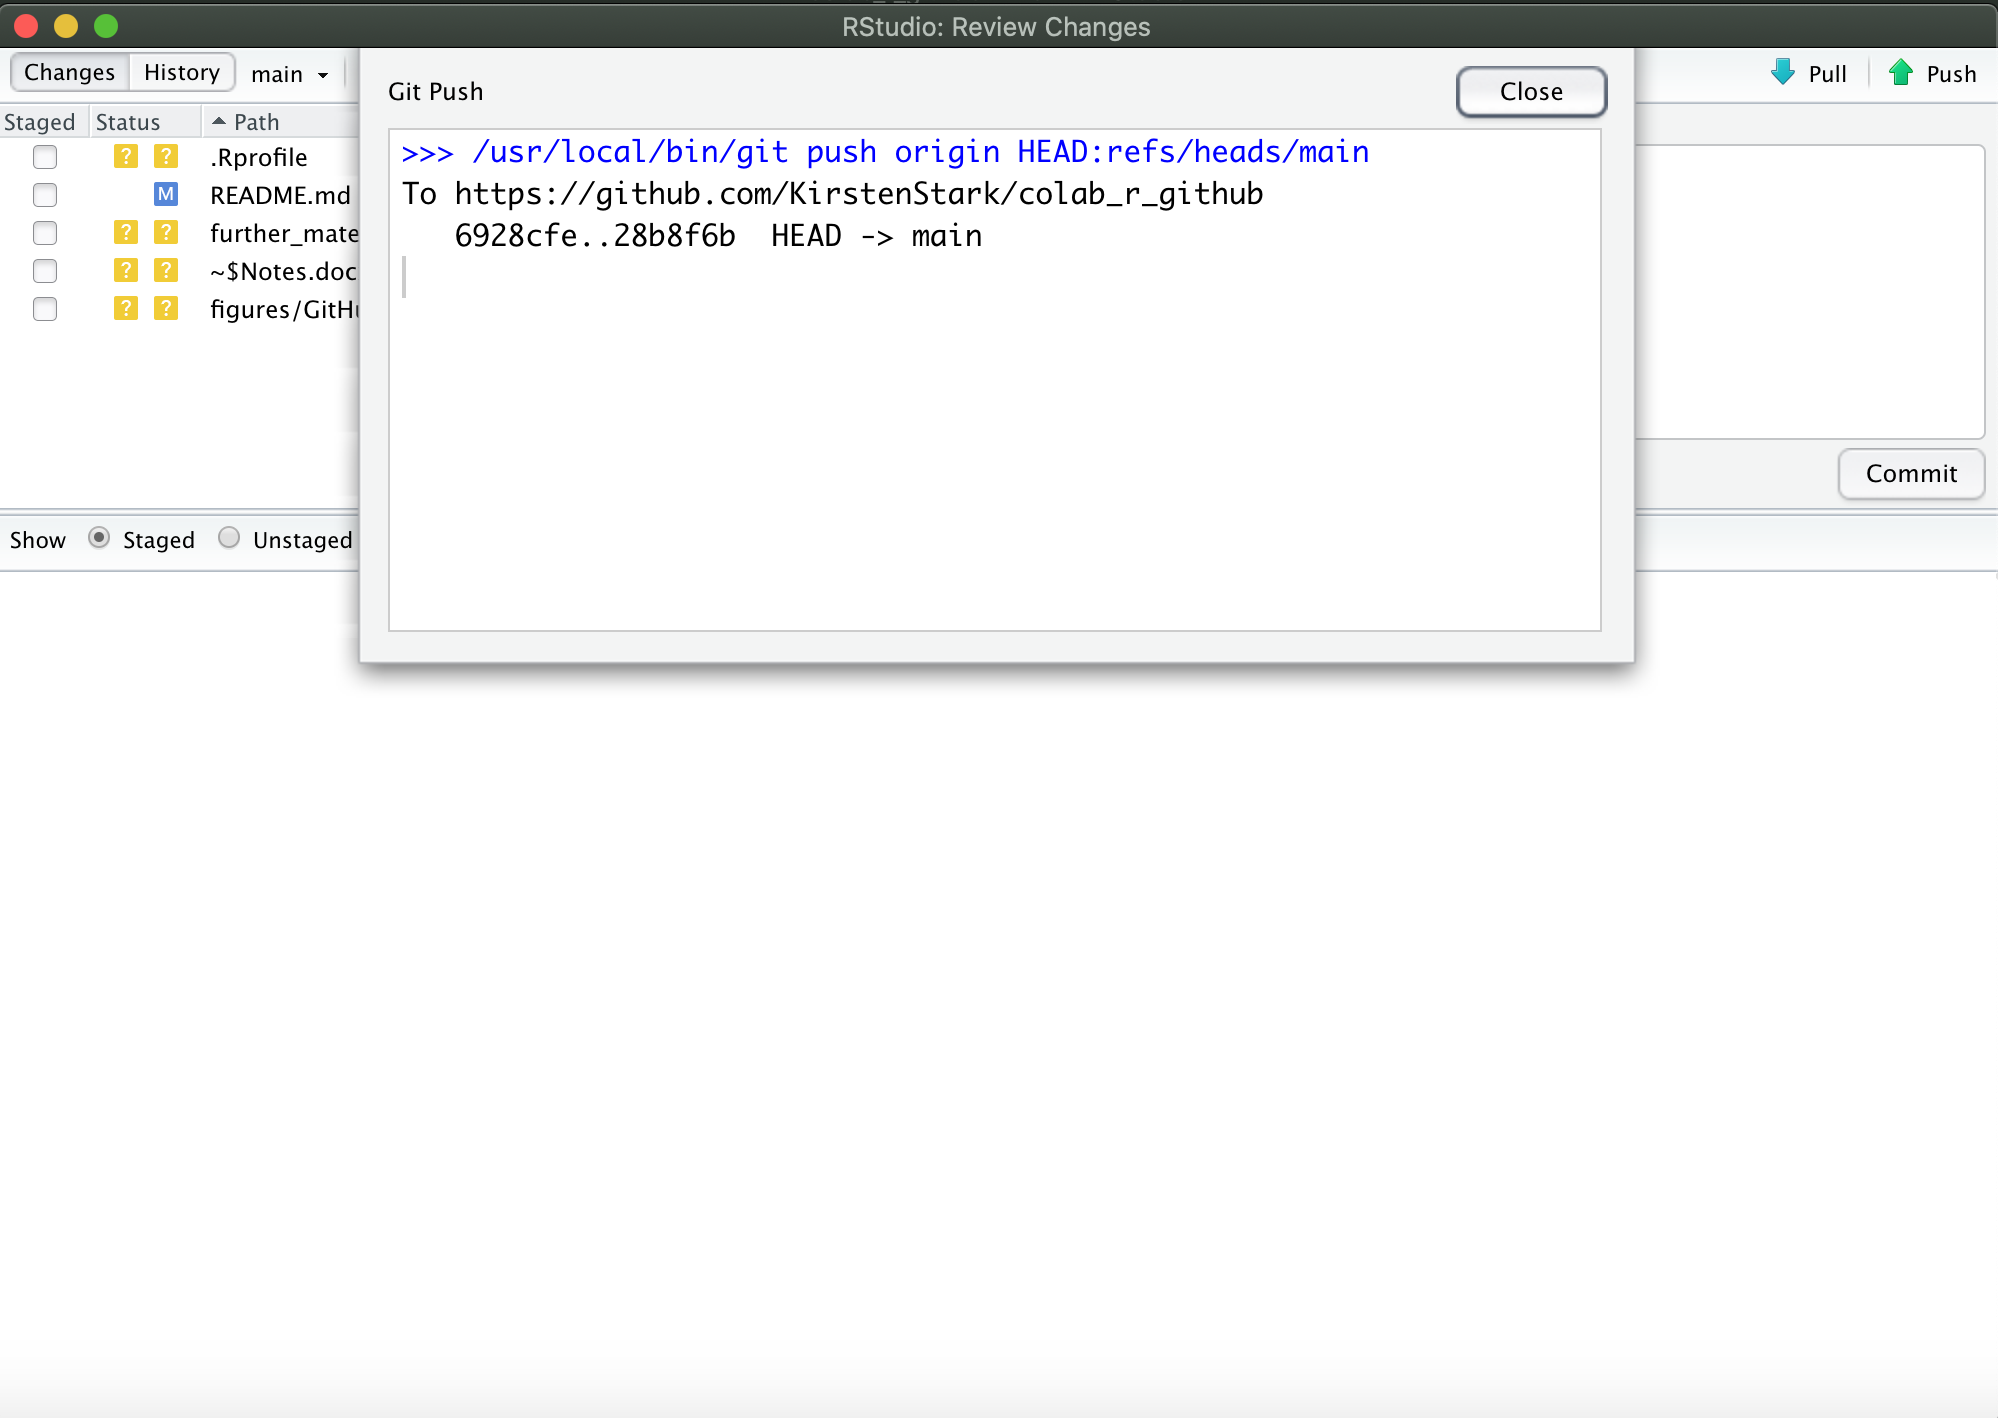 RStudio: Review Changes
Changes History main Pull Push
Git Push Close
Staged Status Path
>>> /usr/local/bin/git push origin HEAD:refs/heads/main
To https://github.com/KirstenStark/colab_r_github
6928cfe..28b8f6b HEAD -> main
? ? .Rprofile
M README.md
? ? further_mate
? ? ~$Notes.doc
? ? figures/GitHu
Commit
Show Staged Unstaged